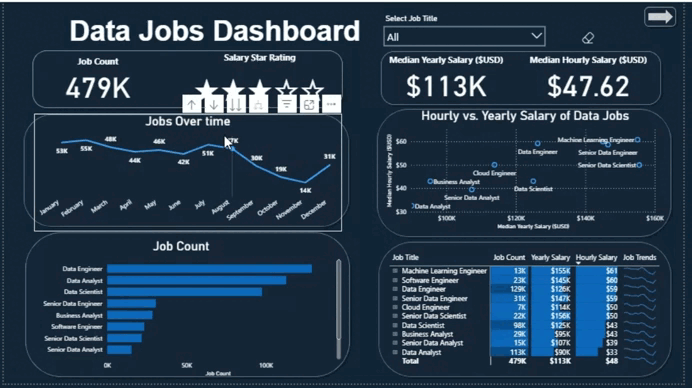 Data Jobs Dashboard
Select Job Title
All
Job Count
479K
Salary Star Rating
Median Yearly Salary ($USD)
$113K
Median Hourly Salary ($USD)
$47.62
Jobs Over time
53K
55K
48K
44K
46K
42K
51K
30K
19K
14K
31K
January
February
March
April
May
June
July
August
September
October
November
December
Hourly vs. Yearly Salary of Data Jobs
Median Hourly Salary ($USD)
$60
$50
$40
$30
Machine Learning Engineer
Data Engineer
Senior Data Engineer
Cloud Engineer
Senior Data Scientist
Business Analyst
Data Scientist
Senior Data Analyst
Data Analyst
$100K
$120K
$140K
$160K
Median Yearly Salary ($USD)
Job Count
Data Engineer
Data Analyst
Data Scientist
Senior Data Engineer
Business Analyst
Software Engineer
Senior Data Scientist
Senior Data Analyst
0K
50K
100K
Job Count
Job Title Job Count Yearly Salary Hourly Salary Job Trends
Machine Learning Engineer 13K $155K $61
Software Engineer 23K $145K $60
Data Engineer 129K $126K $59
Senior Data Engineer 31K $147K $59
Cloud Engineer 7K $114K $50
Senior Data Scientist 22K $156K $50
Data Scientist 98K $125K $43
Business Analyst 29K $95K $43
Senior Data Analyst 15K $107K $39
Data Analyst 113K $90K $33
Total 479K $113K $48